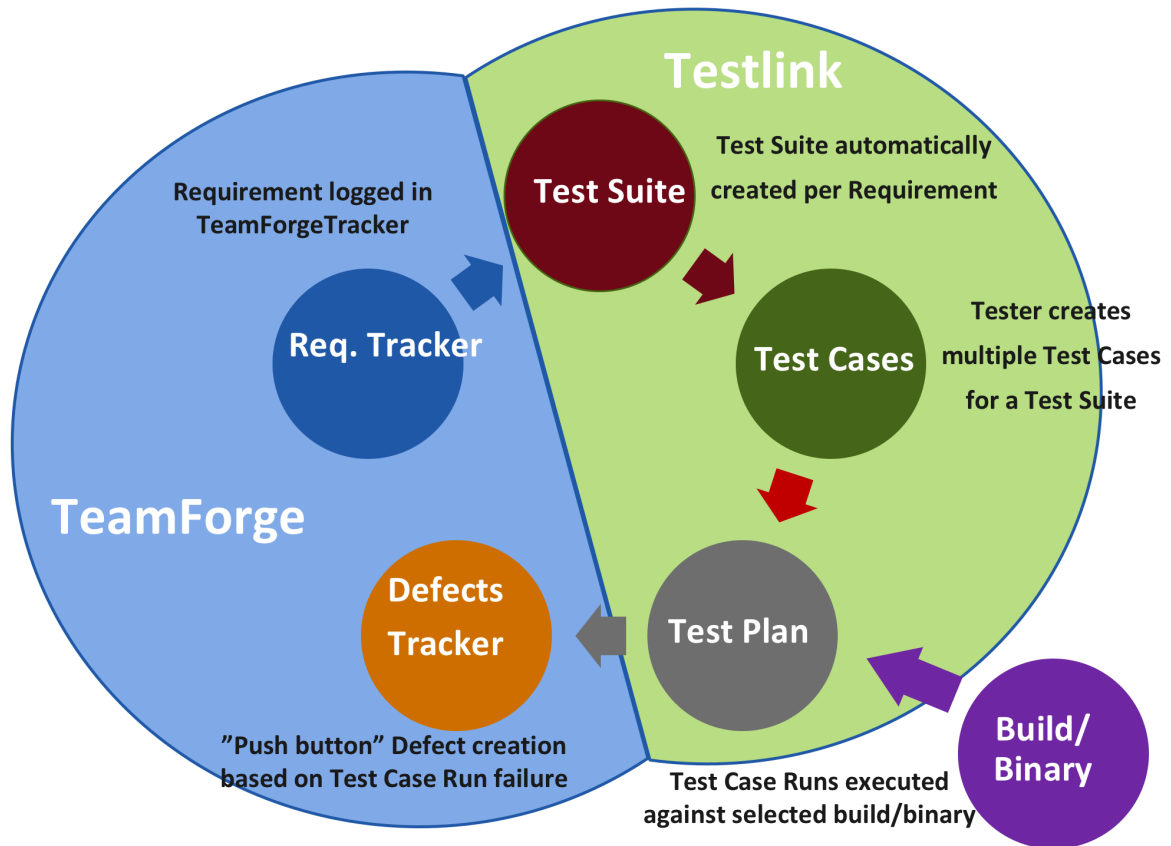 Testlink
Test Suite
Test Suite automatically
created per Requirement
Requirement logged in
TeamForgeTracker
Req. Tracker
Test Cases
Tester creates
multiple Test Cases
for a Test Suite
TeamForge
Defects
Tracker
Test Plan
Build/
Binary
”Push button” Defect creation
based on Test Case Run failure
Test Case Runs executed
against selected build/binary